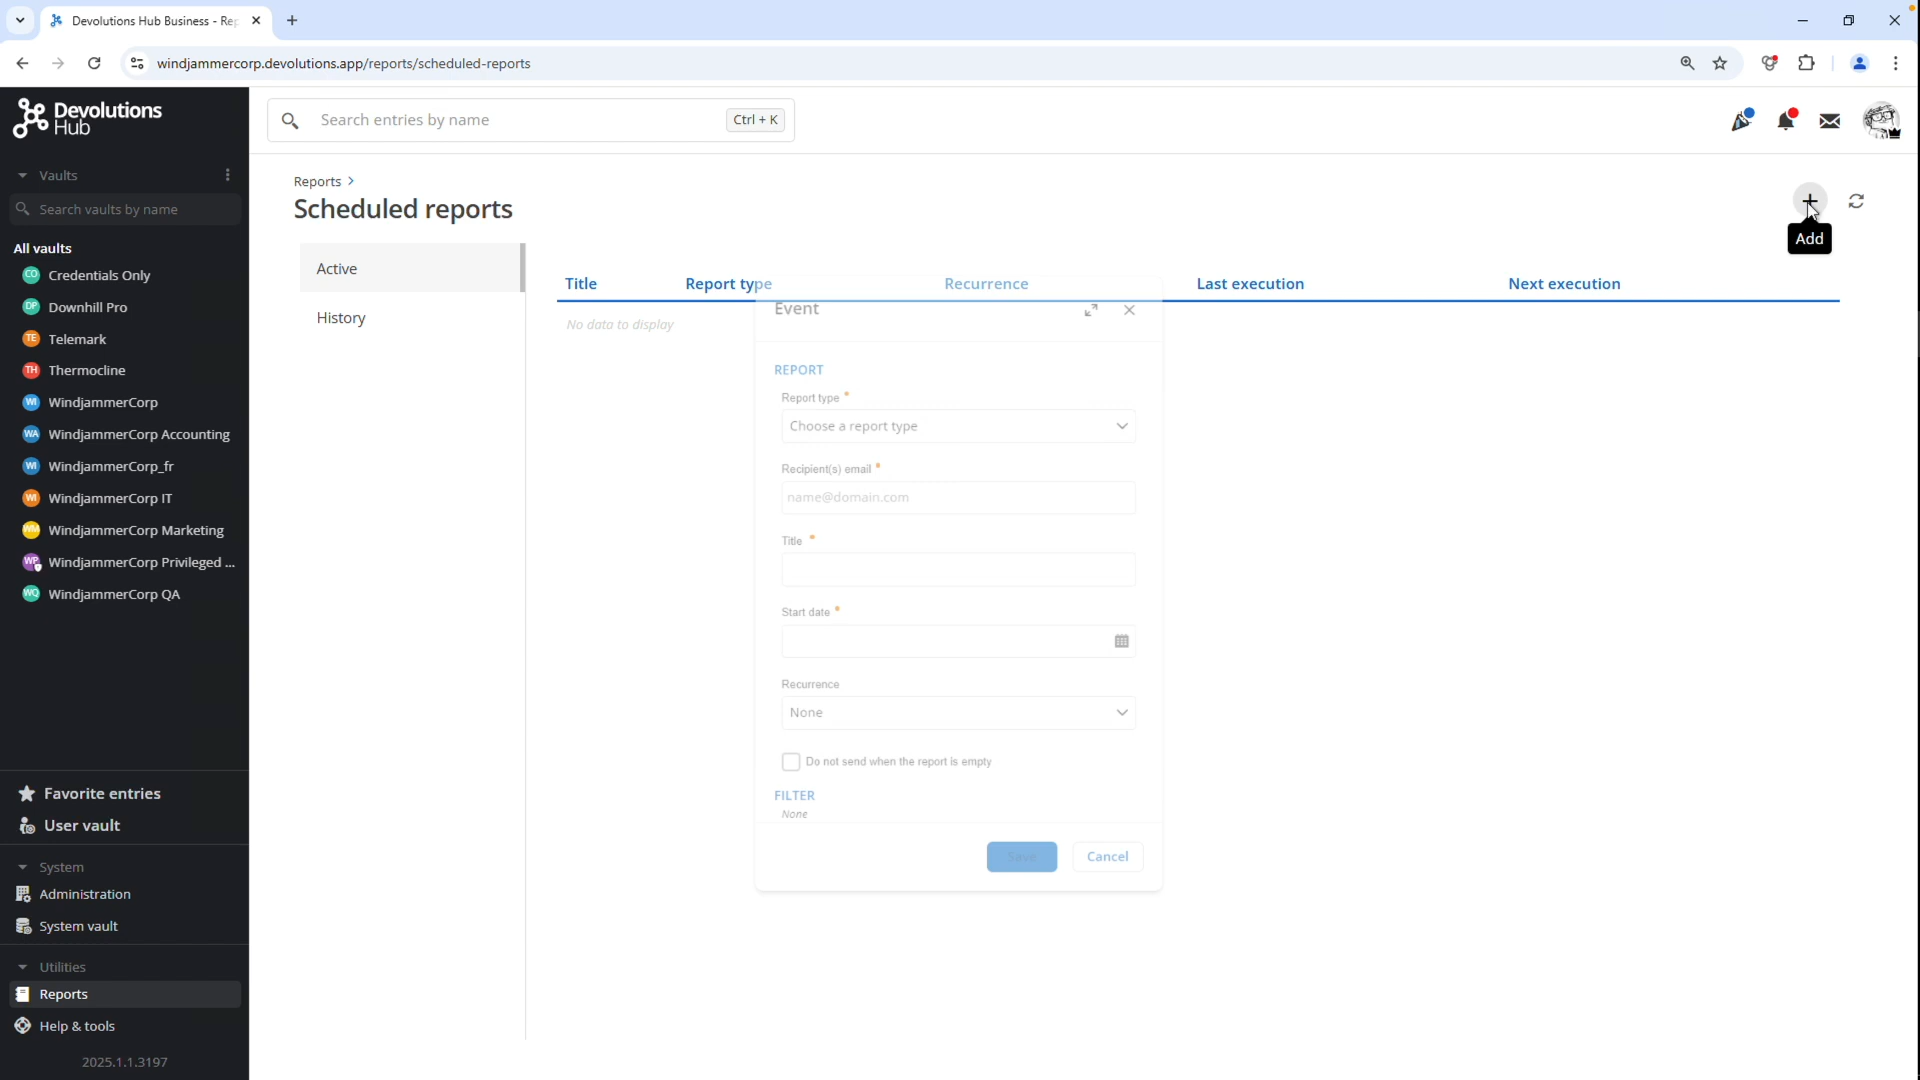 Devolutions Hub Business - Rep
windjammercorp.devolutions.app/reports/scheduled-reports
Devolutions
Hub
Search entries by name
Ctrl + K
Vaults
Search vaults by name
All vaults
CO Credentials Only
DP Downhill Pro
TE Telemark
TH Thermocline
WI WindjammerCorp
WA WindjammerCorp Accounting
WI WindjammerCorp_fr
WI WindjammerCorp IT
WM WindjammerCorp Marketing
WP WindjammerCorp Privileged ...
WQ WindjammerCorp QA
Favorite entries
User vault
System
Administration
System vault
Utilities
Reports
Help & tools
2025.1.1.3197
Reports >
Scheduled reports
Add
Active
History
Title Report type Recurrence Last execution Next execution
No data to display
Event
REPORT
Report type *
Choose a report type
Recipient(s) email *
name@domain.com
Title *
Start date *
Recurrence
None
Do not send when the report is empty
FILTER
None
Save Cancel